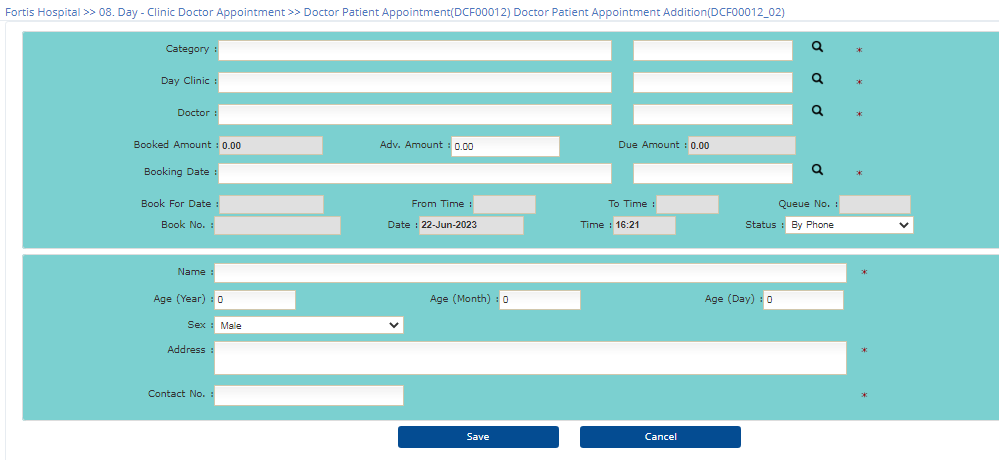 Fortis Hospital >> 08. Day - Clinic Doctor Appointment >> Doctor Patient Appointment(DCF00012) Doctor Patient Appointment Addition(DCF00012_02)
Category : *
Day Clinic : *
Doctor : *
Booked Amount : 0.00 Adv. Amount : 0.00 Due Amount : 0.00
Booking Date : *
Book For Date : From Time : To Time : Queue No. :
Book No. : Date : 22-Jun-2023 Time : 16:21 Status : By Phone
Name : *
Age (Year) : 0 Age (Month) : 0 Age (Day) : 0
Sex : Male
Address : *
Contact No. : *
Save Cancel